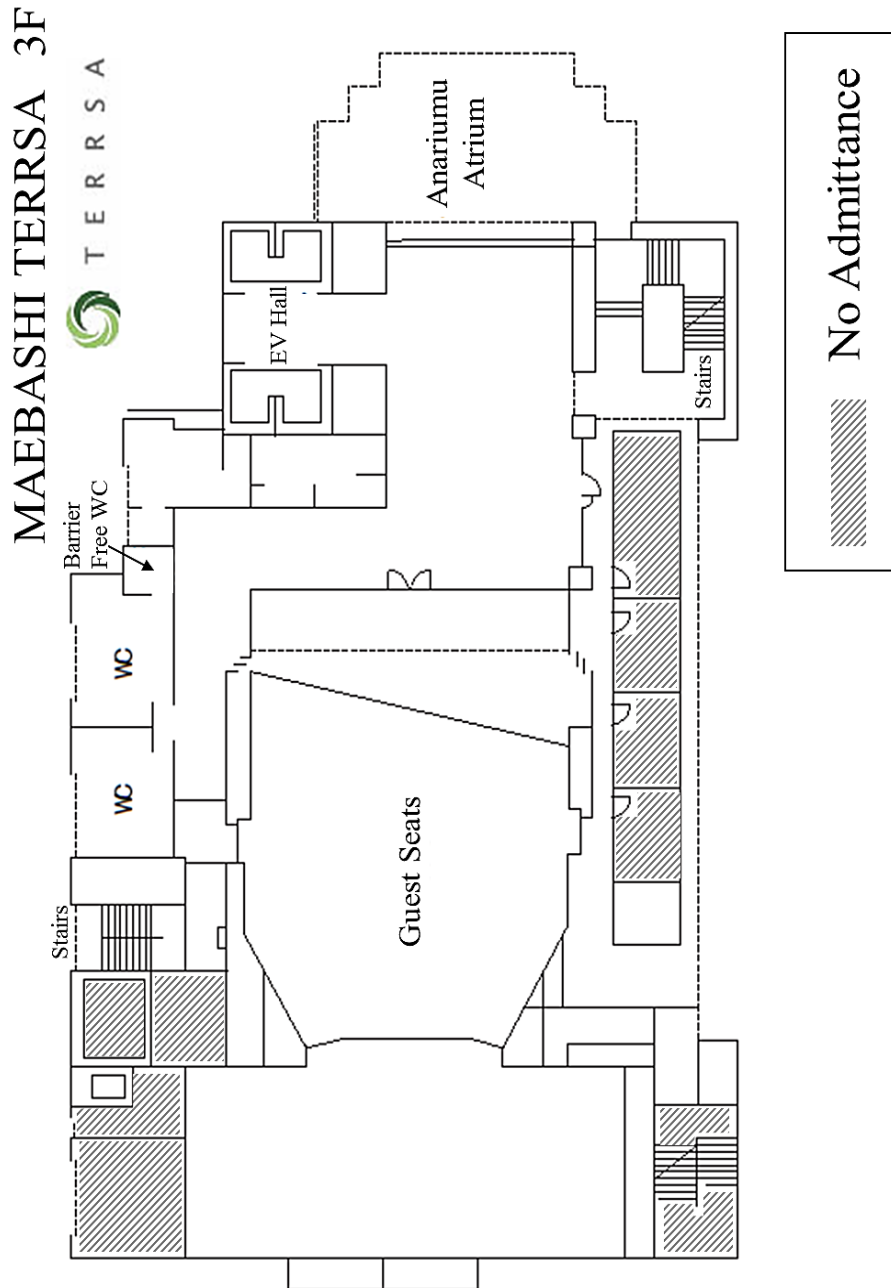 MAEBASHI TERRSA 3F
TERRSA
Anariumu
Atrium
EV Hall
Stairs
Barrier
Free WC
WC
WC
Guest Seats
Stairs
No Admittance